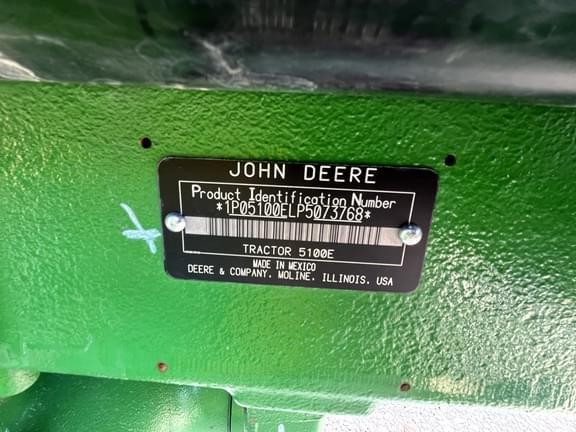 JOHN DEERE
Product Identification Number
*1P05100ELP5073768*
TRACTOR 5100E
MADE IN MEXICO
DEERE & COMPANY, MOLINE, ILLINOIS, USA